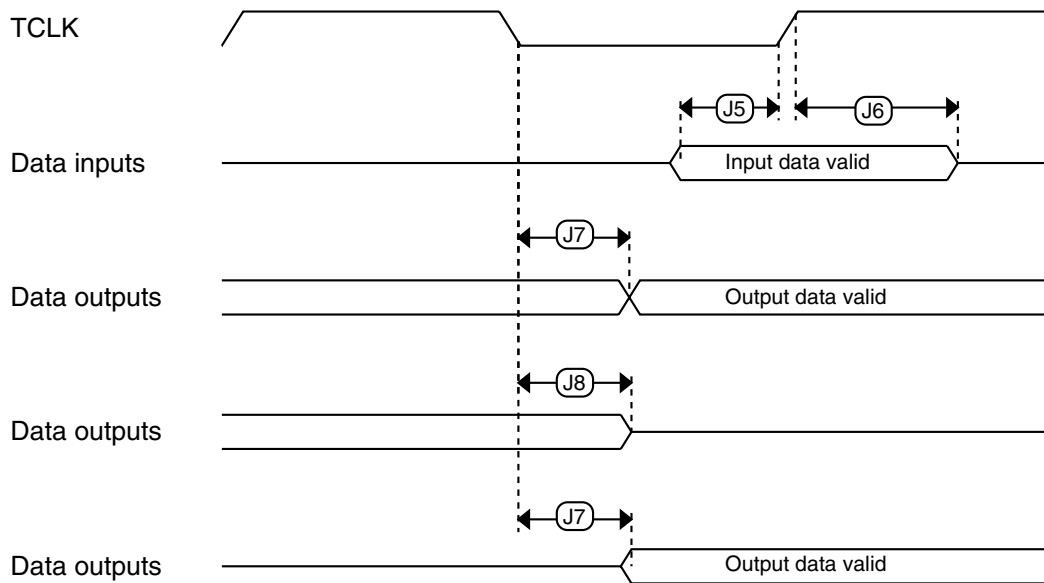 TCLK
J5
J6
Data inputs
Input data valid
J7
Data outputs
Output data valid
J8
Data outputs
J7
Data outputs
Output data valid